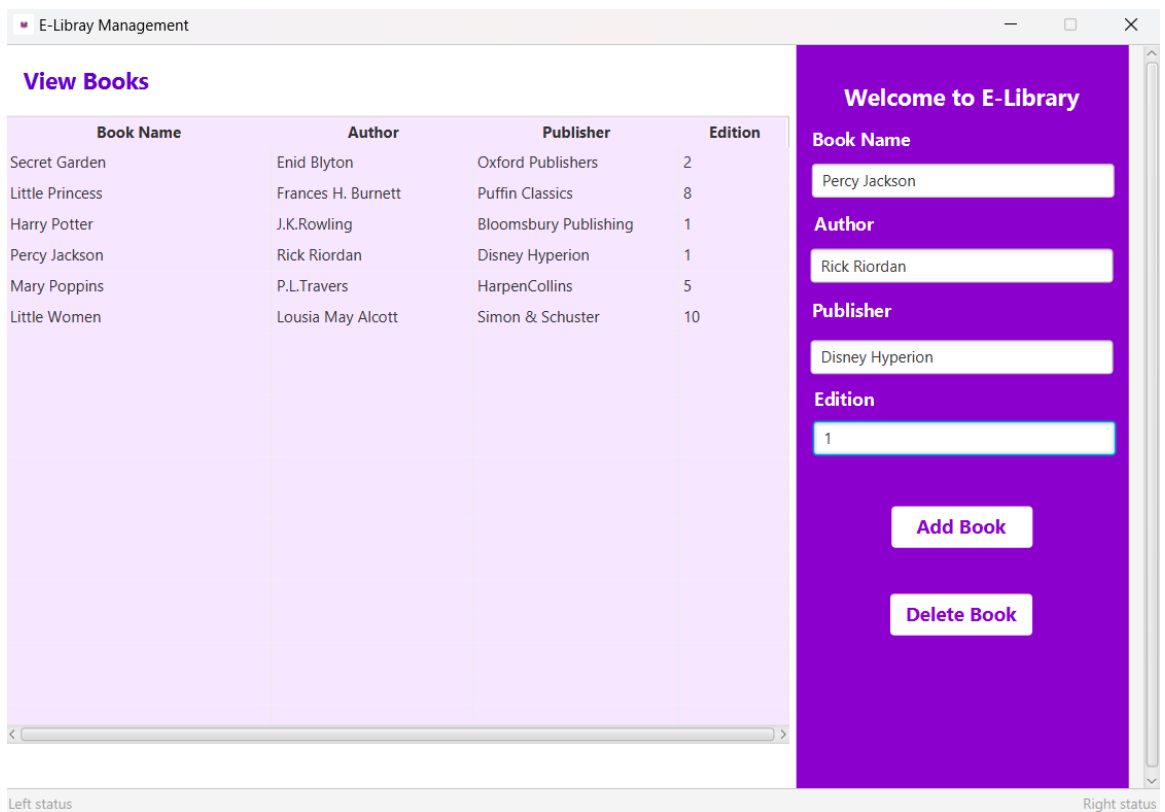 E-Libray Management
View Books
Book Name Author Publisher Edition
Secret Garden Enid Blyton Oxford Publishers 2
Little Princess Frances H. Burnett Puffin Classics 8
Harry Potter J.K.Rowling Bloomsbury Publishing 1
Percy Jackson Rick Riordan Disney Hyperion 1
Mary Poppins P.L.Travers HarpenCollins 5
Little Women Lousia May Alcott Simon & Schuster 10
Welcome to E-Library
Book Name
Percy Jackson
Author
Rick Riordan
Publisher
Disney Hyperion
Edition
1
Add Book
Delete Book
Left status
Right status